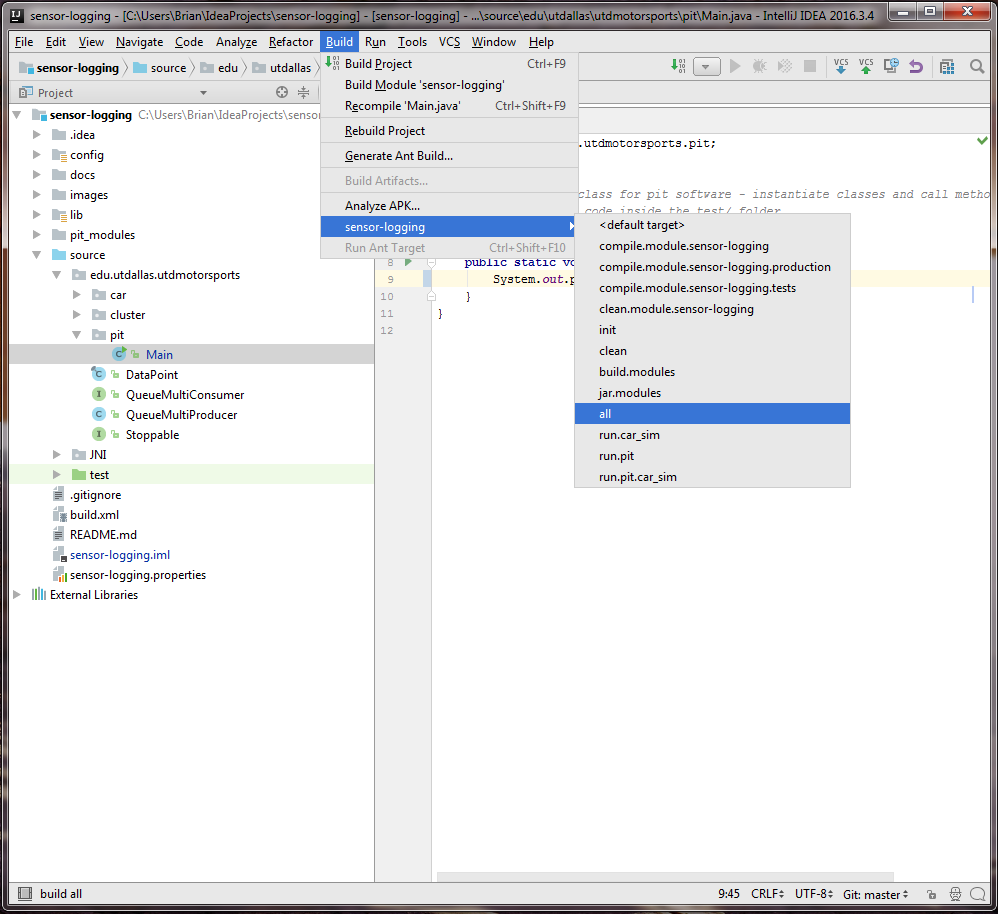 sensor-logging - [C:\Users\Brian\IdeaProjects\sensor-logging] - [sensor-logging] - ...\source\edu\utdallas\utdmotorsports\pit\Main.java - IntelliJ IDEA 2016.3.4
File Edit View Navigate Code Analyze Refactor Build Run Tools VCS Window Help
sensor-logging source edu utdallas
VCS VCS
Project
Build Project Ctrl+F9
Build Module 'sensor-logging'
Recompile 'Main.java' Ctrl+Shift+F9
Rebuild Project
Generate Ant Build...
Build Artifacts...
Analyze APK...
sensor-logging
Run Ant Target Ctrl+Shift+F10
<default target>
compile.module.sensor-logging
compile.module.sensor-logging.production
compile.module.sensor-logging.tests
clean.module.sensor-logging
init
clean
build.modules
jar.modules
all
run.car_sim
run.pit
run.pit.car_sim
sensor-logging C:\Users\Brian\IdeaProjects\sensor
.idea
config
docs
images
lib
pit_modules
source
edu.utdallas.utdmotorsports
car
cluster
pit
Main
DataPoint
QueueMultiConsumer
QueueMultiProducer
Stoppable
JNI
test
.gitignore
build.xml
README.md
sensor-logging.iml
sensor-logging.properties
External Libraries
.utdmotorsports.pit;
class for pit software - instantiate classes and call metho
code inside the test/ folder
8 public static vo
9 System.out.p
10 }
11 }
12
build all 9:45 CRLF UTF-8 Git: master